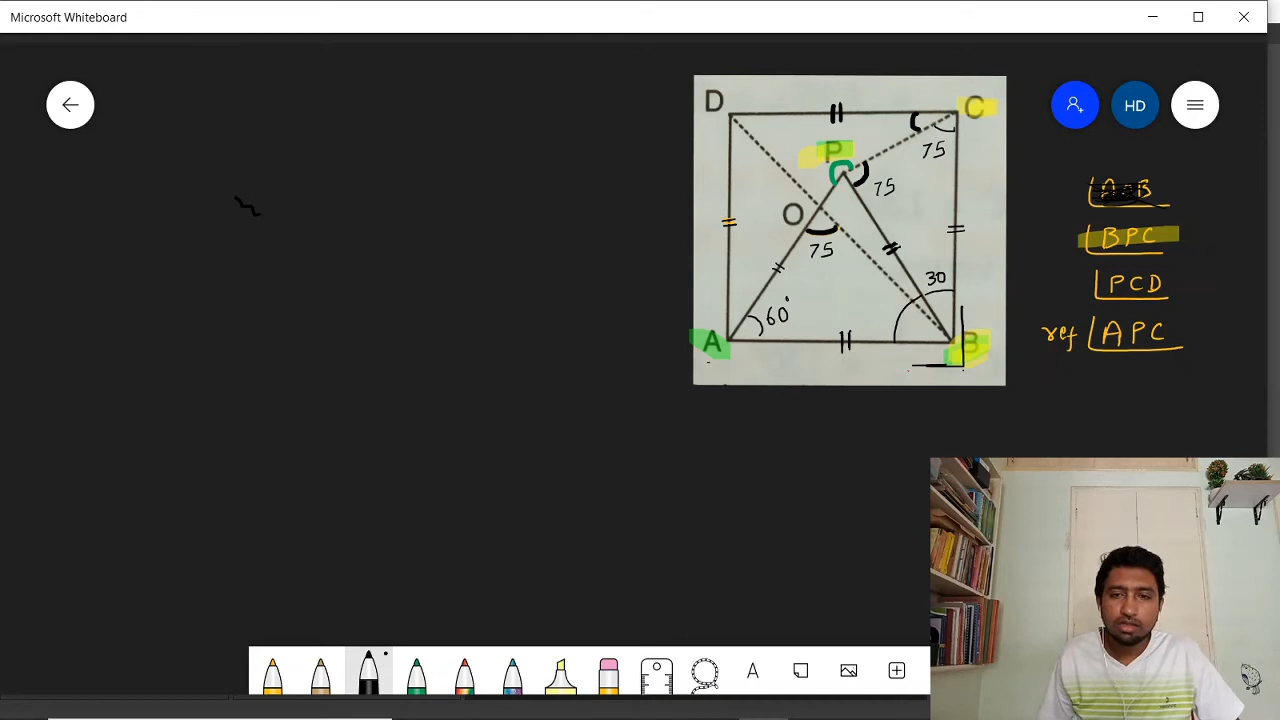 Microsoft Whiteboard
D
C
P
75
75
O
75
30
60°
A
B
HD
∠BPC
∠PCD
ref ∠APC
A